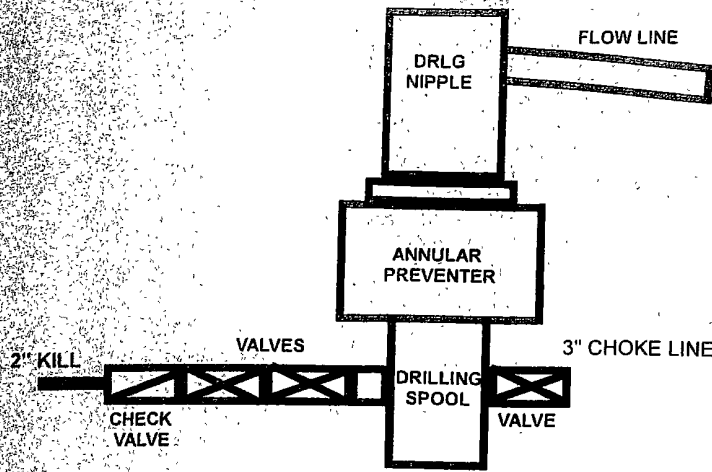 FLOW LINE
DRLG
NIPPLE
ANNULAR
PREVENTER
VALVES
2" KILL
3" CHOKE LINE
DRILLING
SPOOL
CHECK
VALVE
VALVE